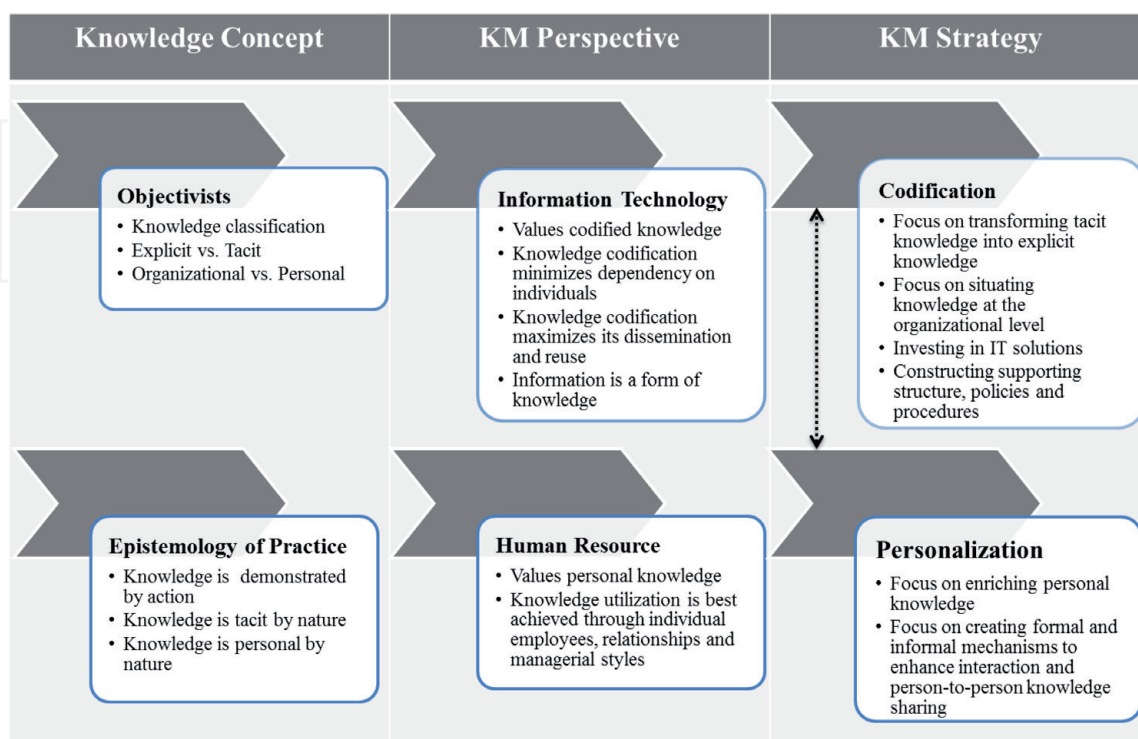 Knowledge Concept
KM Perspective
KM Strategy
Objectivists
• Knowledge classification
• Explicit vs. Tacit
• Organizational vs. Personal
Information Technology
• Values codified knowledge
• Knowledge codification
minimizes dependency on
individuals
• Knowledge codification
maximizes its dissemination
and reuse
• Information is a form of
knowledge
Codification
• Focus on transforming tacit
knowledge into explicit
knowledge
• Focus on situating
knowledge at the
organizational level
• Investing in IT solutions
• Constructing supporting
structure, policies and
procedures
Epistemology of Practice
• Knowledge is demonstrated
by action
• Knowledge is tacit by nature
• Knowledge is personal by
nature
Human Resource
• Values personal knowledge
• Knowledge utilization is best
achieved through individual
employees, relationships and
managerial styles
Personalization
• Focus on enriching personal
knowledge
• Focus on creating formal and
informal mechanisms to
enhance interaction and
person-to-person knowledge
sharing